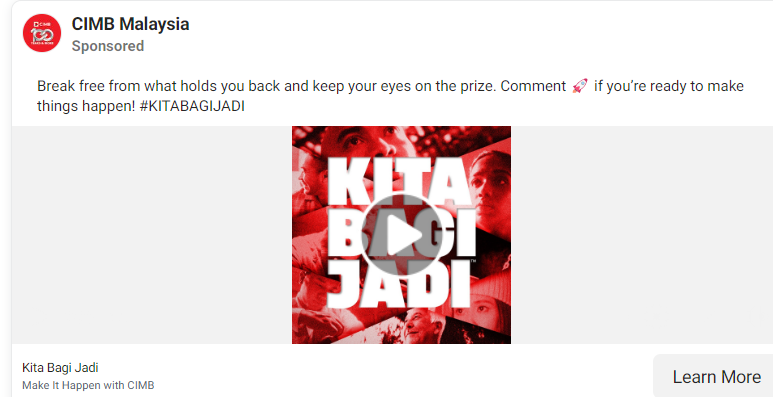 CIMB Malaysia
CIMB
100
Sponsored
Break free from what holds you back and keep your eyes on the prize. Comment 🚀 if you're ready to make
things happen! #KITABAGIJADI
KITA
BAGI
JADI
Kita Bagi Jadi
Make It Happen with CIMB
Learn More